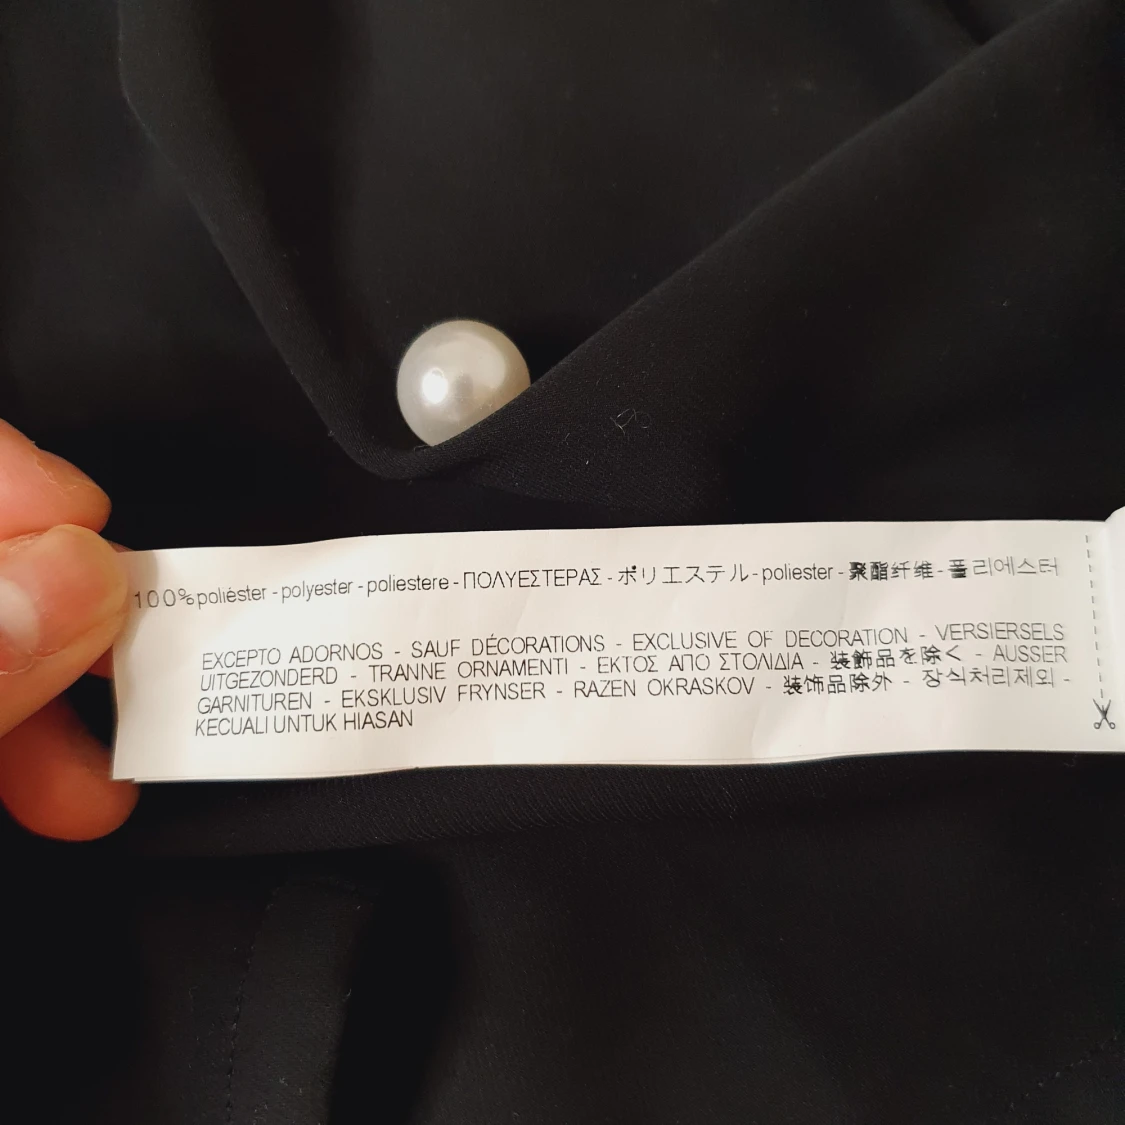 100% poliéster - polyester - poliestere - ΠΟΛΥΕΣΤΕΡΑΣ - ポリエステル - poliester - 聚酯纤维 - 폴리에스터
EXCEPTO ADORNOS - SAUF DÉCORATIONS - EXCLUSIVE OF DECORATION - VERSIERSELS
UITGEZONDERD - TRANNE ORNAMENTI - ΕΚΤΟΣ ΑΠΟ ΣΤΟΛΙΔΙΑ - 装飾品を除く - AUSSER
GARNITUREN - EKSKLUSIV FRYNSER - RAZEN OKRASKOV - 装饰品除外 - 장식처리제외 -
KECUALI UNTUK HIASAN